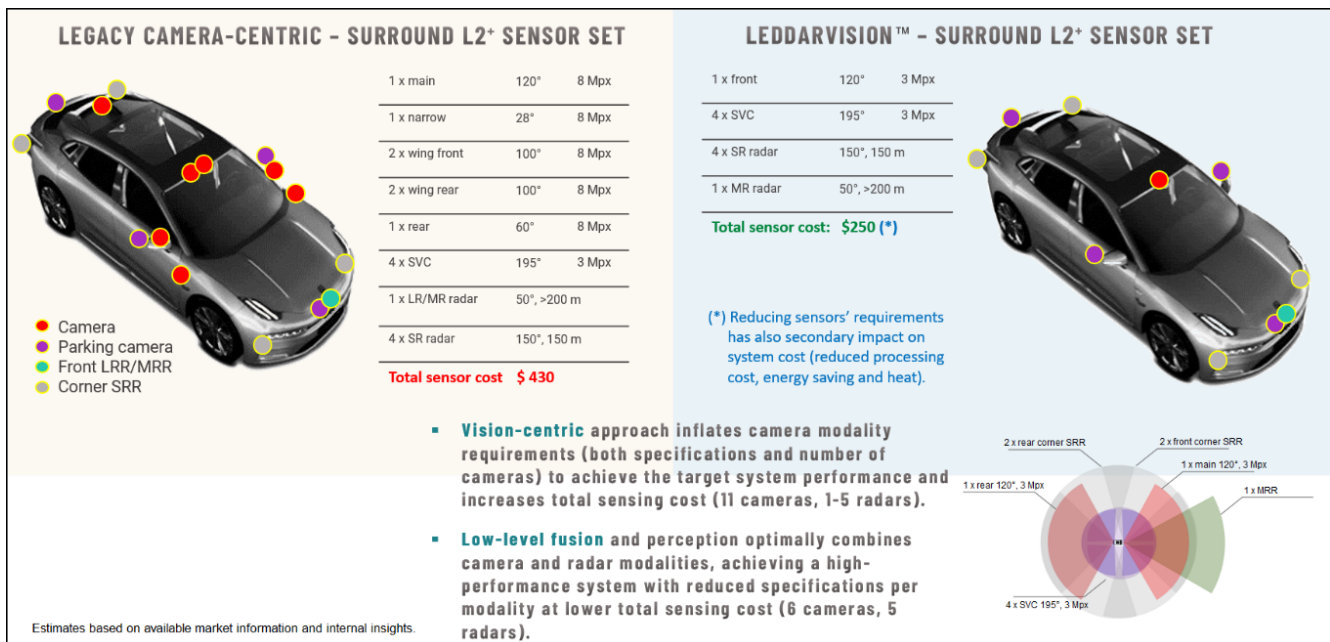 LEGACY CAMERA-CENTRIC – SURROUND L2⁺ SENSOR SET
1 x main 120° 8 Mpx
1 x narrow 28° 8 Mpx
2 x wing front 100° 8 Mpx
2 x wing rear 100° 8 Mpx
1 x rear 60° 8 Mpx
4 x SVC 195° 3 Mpx
1 x LR/MR radar 50°, >200 m
4 x SR radar 150°, 150 m
Total sensor cost $ 430
Camera
Parking camera
Front LRR/MRR
Corner SRR
LEDDARVISION™ – SURROUND L2⁺ SENSOR SET
1 x front 120° 3 Mpx
4 x SVC 195° 3 Mpx
4 x SR radar 150°, 150 m
1 x MR radar 50°, >200 m
Total sensor cost: $250 (*)
(*) Reducing sensors’ requirements
has also secondary impact on
system cost (reduced processing
cost, energy saving and heat).
▪ Vision-centric approach inflates camera modality
requirements (both specifications and number of
cameras) to achieve the target system performance and
increases total sensing cost (11 cameras, 1-5 radars).
▪ Low-level fusion and perception optimally combines
camera and radar modalities, achieving a high-
performance system with reduced specifications per
modality at lower total sensing cost (6 cameras, 5
radars).
2 x rear corner SRR
2 x front corner SRR
1 x main 120°, 3 Mpx
1 x rear 120°, 3 Mpx
1 x MRR
4 x SVC 195°, 3 Mpx
Estimates based on available market information and internal insights.